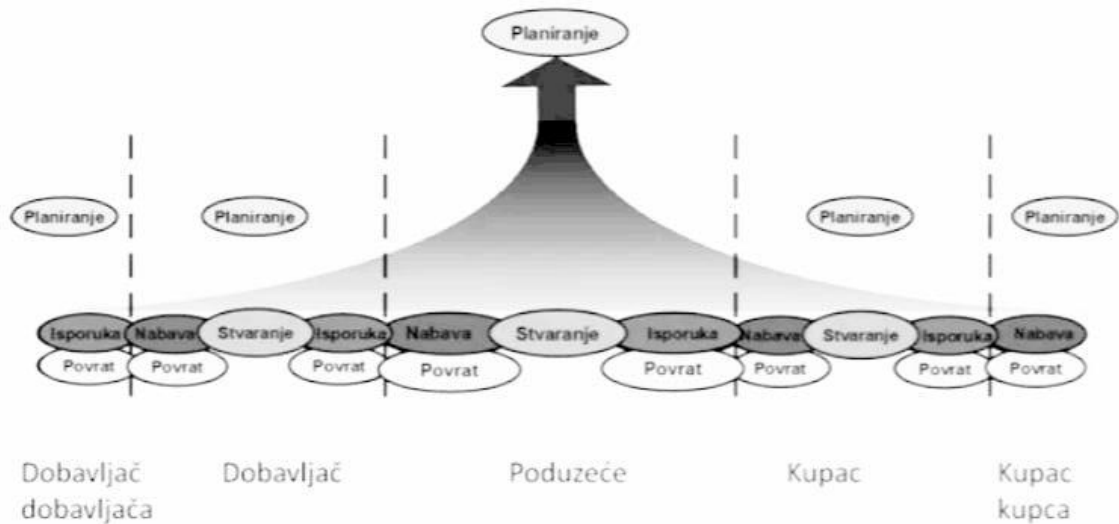 Planiranje
Planiranje Planiranje Planiranje Planiranje
Isporuka Nabava Stvaranje Isporuka Nabava Stvaranje Isporuka Nabava Stvaranje Isporuka Nabava
Povrat Povrat Povrat Povrat Povrat Povrat Povrat Povrat
Dobavljač Dobavljač Poduzeće Kupac Kupac
dobavljača kupca